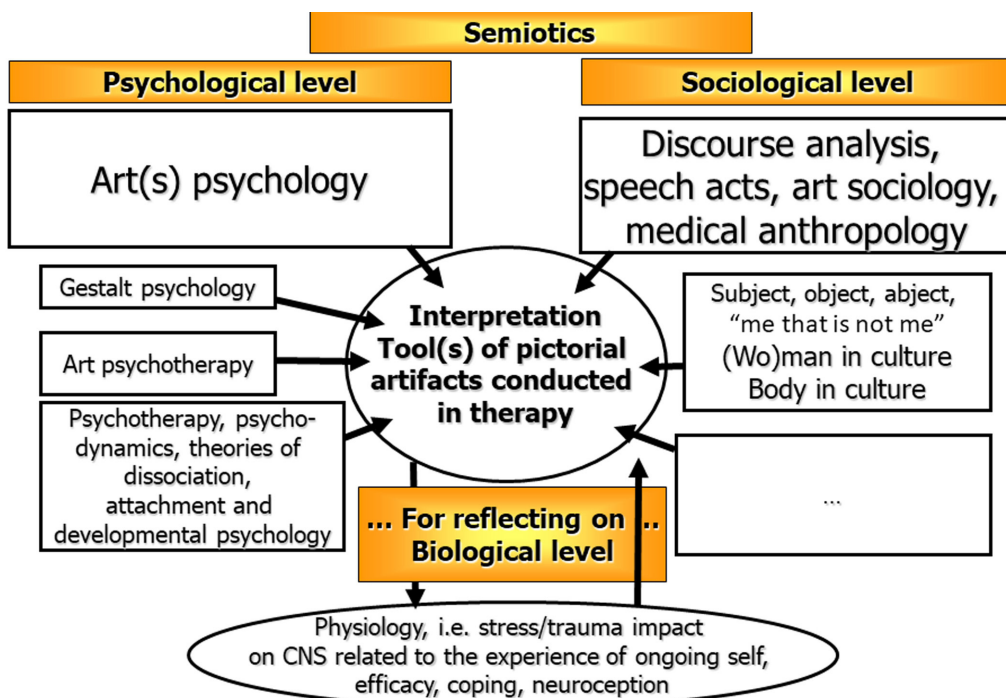 Semiotics
Psychological level
Sociological level
Art(s) psychology
Discourse analysis,
speech acts, art sociology,
medical anthropology
Gestalt psychology
Art psychotherapy
Psychotherapy, psycho-
dynamics, theories of
dissociation,
attachment and
developmental psychology
Interpretation
Tool(s) of pictorial
artifacts conducted
in therapy
Subject, object, abject,
“me that is not me”
(Wo)man in culture
Body in culture
...
... For reflecting on ...
Biological level
Physiology, i.e. stress/trauma impact
on CNS related to the experience of ongoing self,
efficacy, coping, neuroception